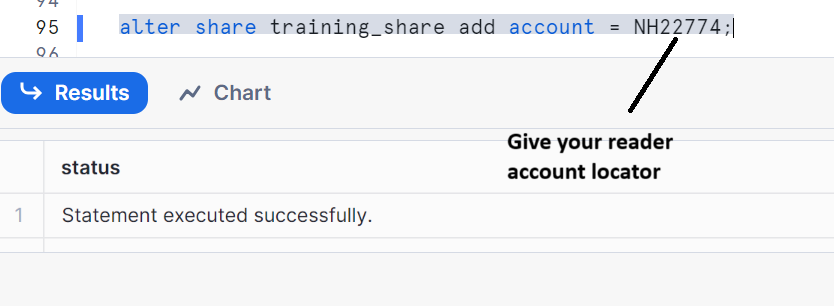 94
95 alter share training_share add account = NH22774;
96
Results Chart
Give your reader
account locator
status
1 Statement executed successfully.